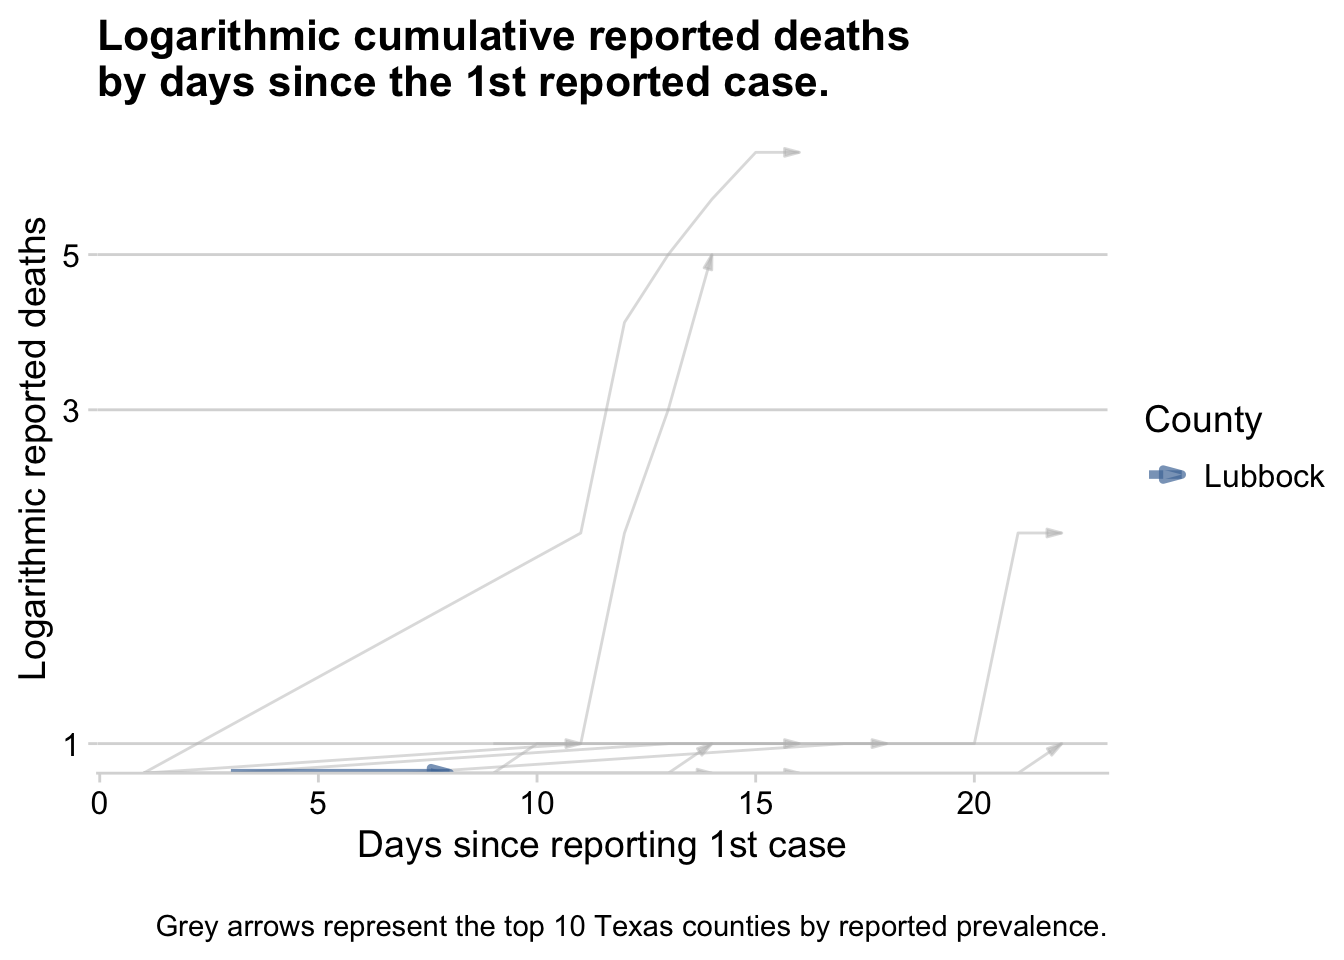 Logarithmic cumulative reported deaths
by days since the 1st reported case.
Logarithmic reported deaths
5
3
1
0 5 10 15 20
Days since reporting 1st case
County
Lubbock
Grey arrows represent the top 10 Texas counties by reported prevalence.